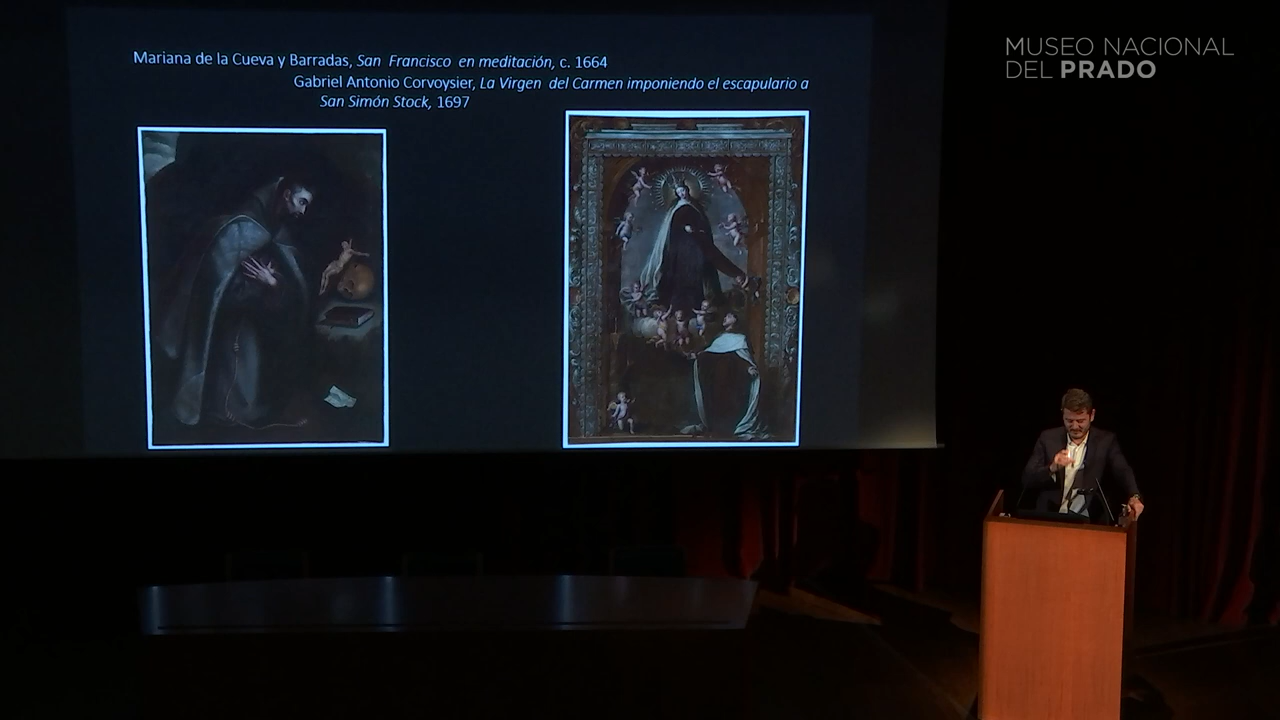 Mariana de la Cueva y Barradas, San Francisco en meditación, c. 1664
Gabriel Antonio Corvoysier, La Virgen del Carmen imponiendo el escapulario a
San Simón Stock, 1697
MUSEO NACIONAL
DEL PRADO